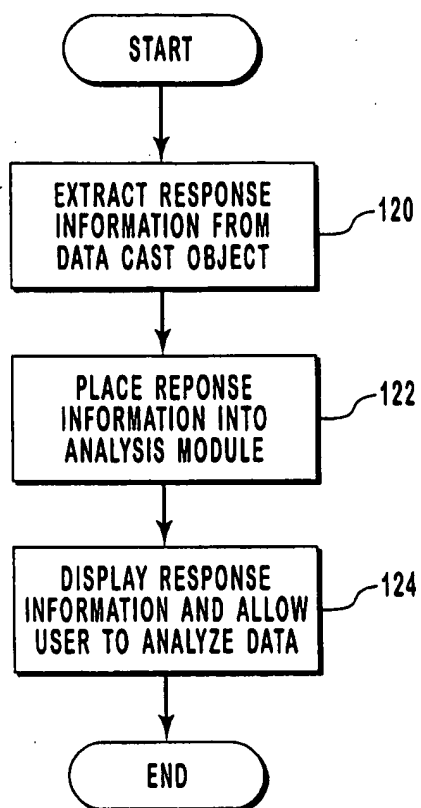 START
EXTRACT RESPONSE
INFORMATION FROM
DATA CAST OBJECT
120
PLACE REPONSE
INFORMATION INTO
ANALYSIS MODULE
122
DISPLAY RESPONSE
INFORMATION AND ALLOW
USER TO ANALYZE DATA
124
END